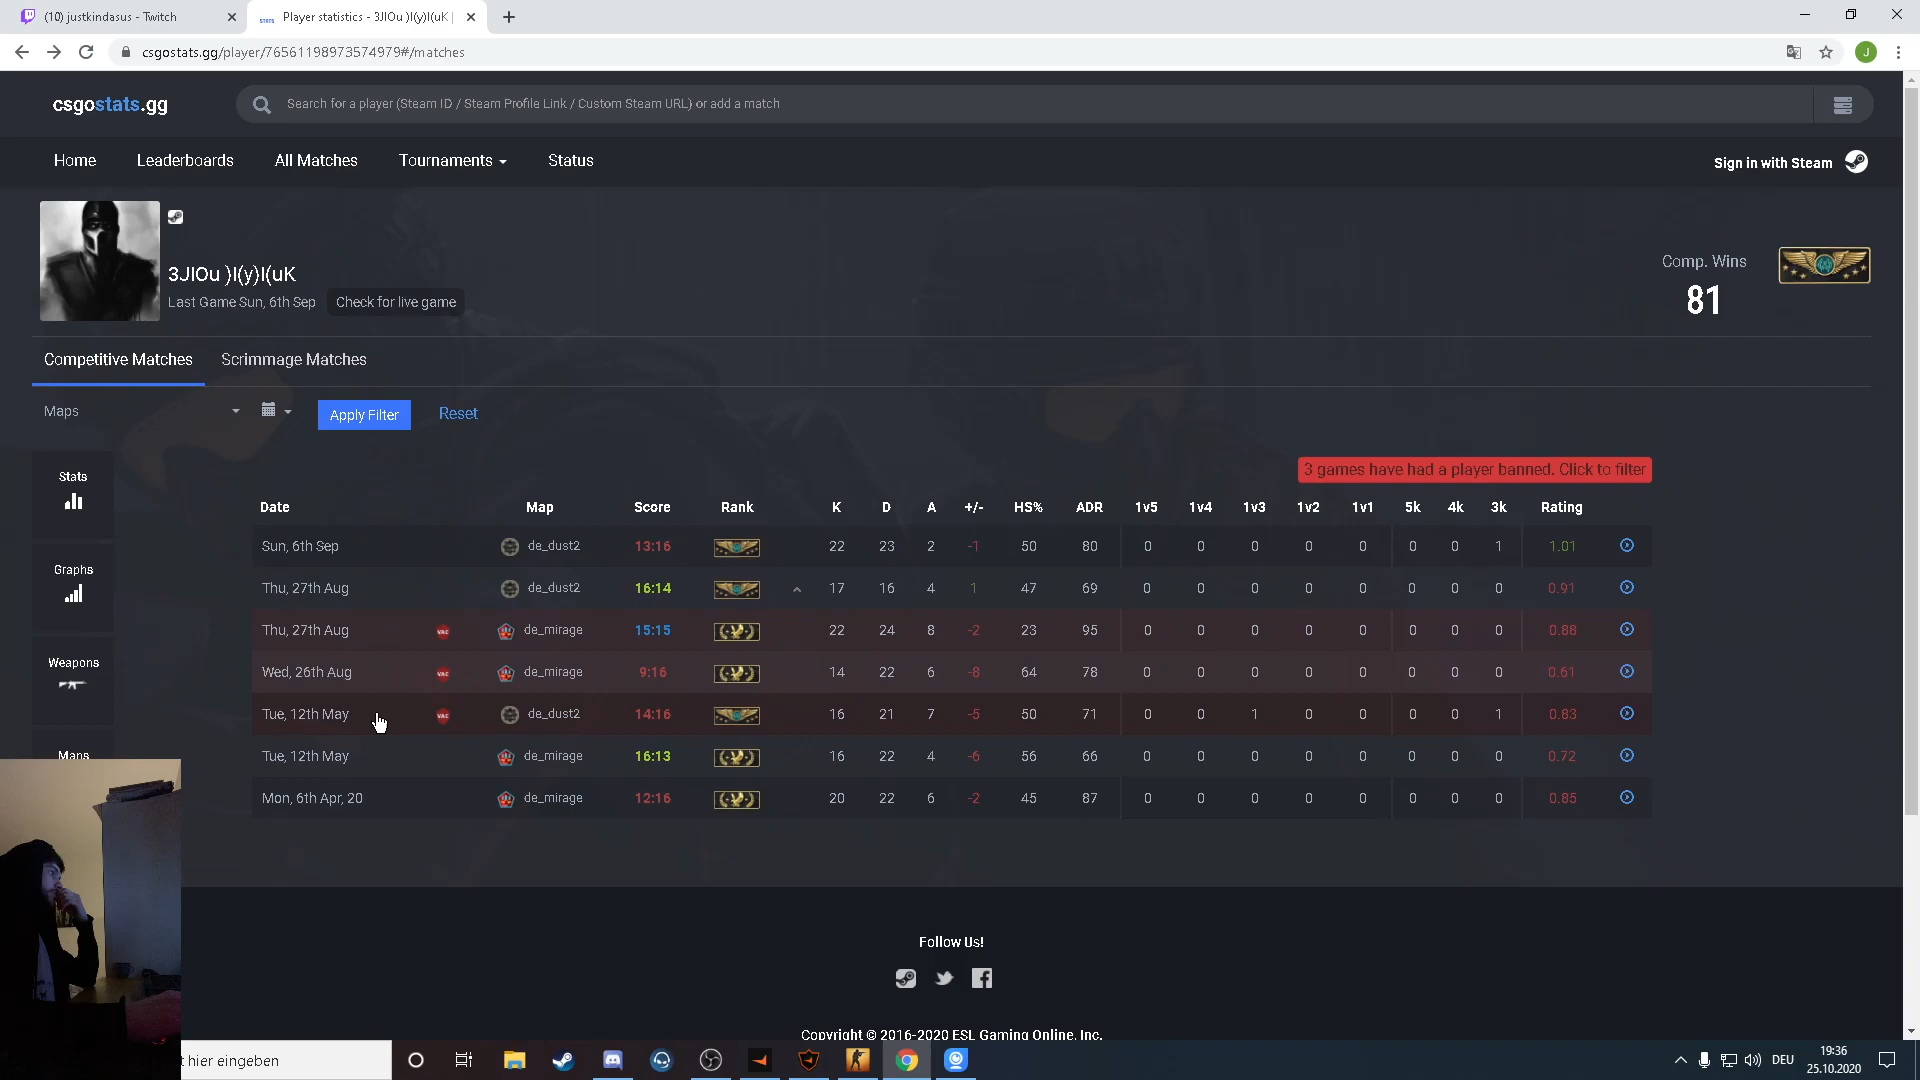 (10) justkindasus - Twitch
Player statistics - 3JIOu )I(y)I(uK |
csgostats.gg/player/76561198973574979#/matches
J
csgostats.gg
Search for a player (Steam ID / Steam Profile Link / Custom Steam URL) or add a match
Home Leaderboards All Matches Tournaments Status
Sign in with Steam
3JIOu )I(y)I(uK
Last Game Sun, 6th Sep Check for live game
Comp. Wins
81
Competitive Matches Scrimmage Matches
Maps Apply Filter Reset
3 games have had a player banned. Click to filter
Stats
Graphs
Weapons
Maps
Date Map Score Rank K D A +/- HS% ADR 1v5 1v4 1v3 1v2 1v1 5k 4k 3k Rating
Sun, 6th Sep de_dust2 13:16 22 23 2 -1 50 80 0 0 0 0 0 0 0 1 1.01
Thu, 27th Aug de_dust2 16:14 17 16 4 1 47 69 0 0 0 0 0 0 0 0 0.91
Thu, 27th Aug VAC de_mirage 15:15 22 24 8 -2 23 95 0 0 0 0 0 0 0 0 0.88
Wed, 26th Aug VAC de_mirage 9:16 14 22 6 -8 64 78 0 0 0 0 0 0 0 0 0.61
Tue, 12th May VAC de_dust2 14:16 16 21 7 -5 50 71 0 0 1 0 0 0 0 1 0.83
Tue, 12th May de_mirage 16:13 16 22 4 -6 56 66 0 0 0 0 0 0 0 0 0.72
Mon, 6th Apr, 20 de_mirage 12:16 20 22 6 -2 45 87 0 0 0 0 0 0 0 0 0.85
Follow Us!
Copyright © 2016-2020 ESL Gaming Online, Inc.
t hier eingeben
DEU
19:36
25.10.2020